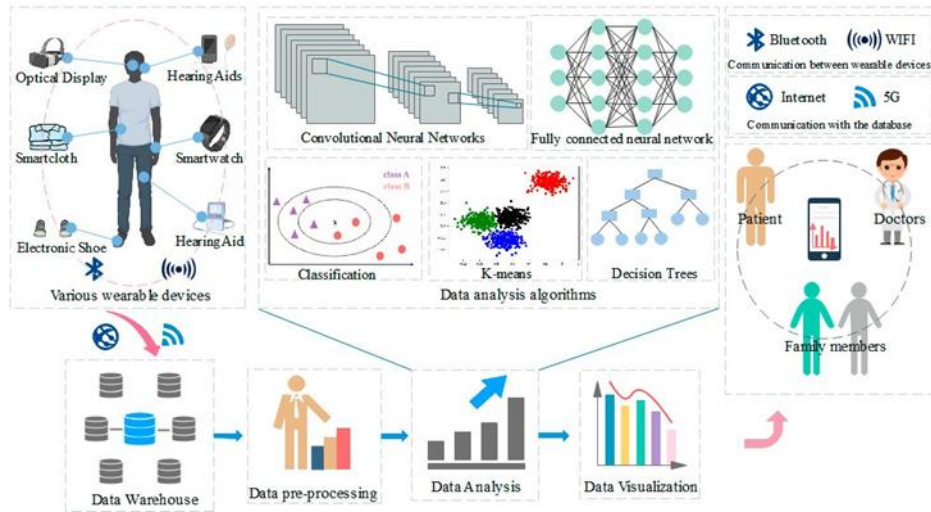 Optical Display
Hearing Aids
Smartcloth
Smartwatch
Electronic Shoe
HearingAid
Various wearable devices
Convolutional Neural Networks
Fully connected neural network
class A
class B
Classification
K-means
Decision Trees
Data analysis algorithms
Bluetooth
WIFI
Communication between wearable devices
Internet
5G
Communication with the database
Patient
Doctors
Family members
Data Warehouse
Data pre-processing
Data Analysis
Data Visualization